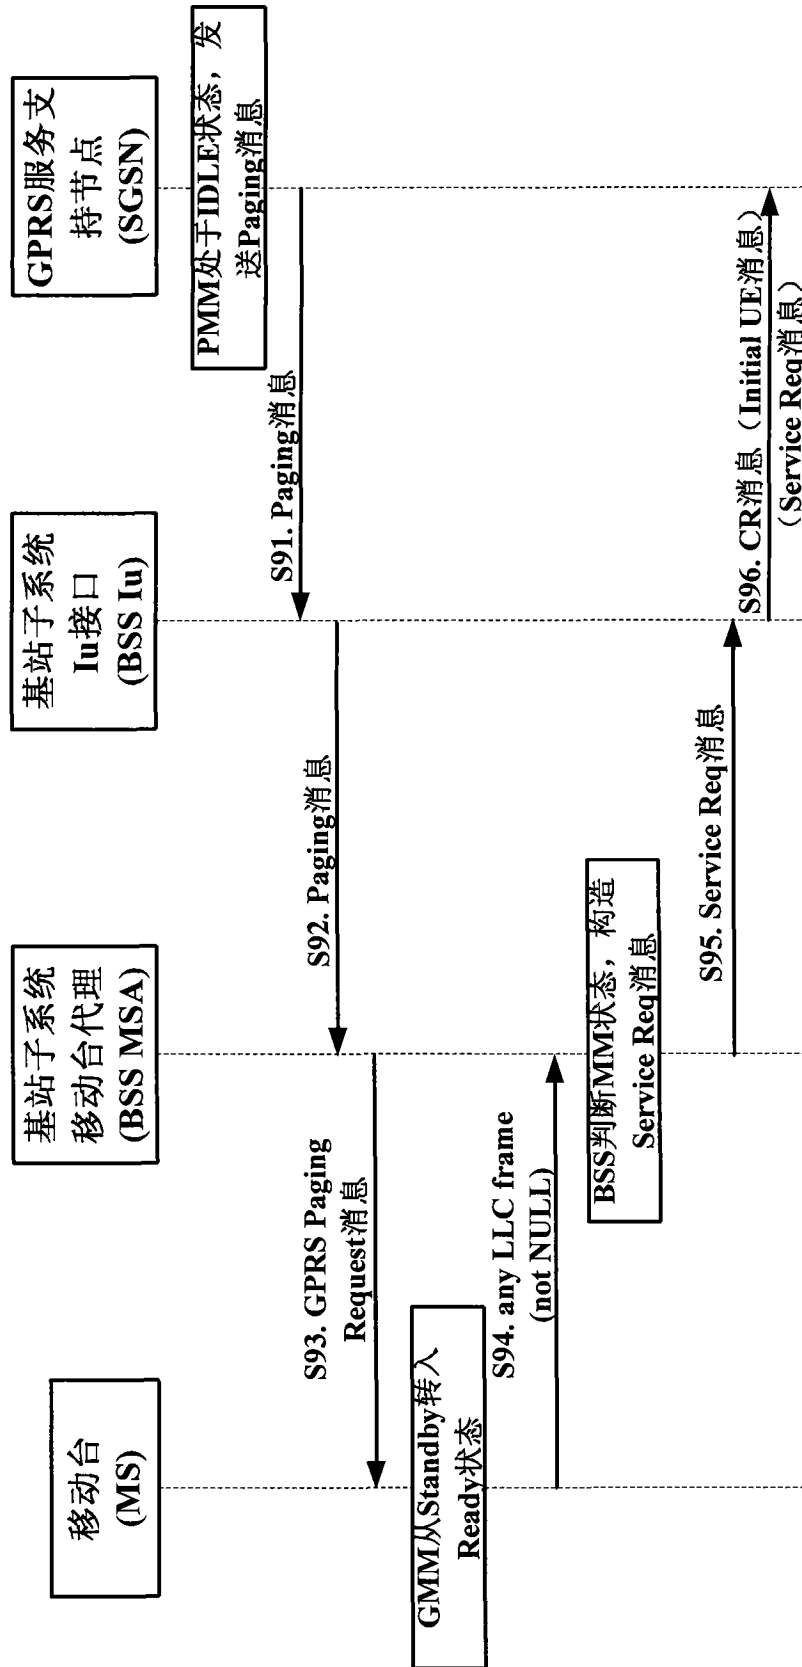 移动台
(MS)
基站子系统
移动台代理
(BSS MSA)
基站子系统
Iu接口
(BSS Iu)
GPRS服务支
持节点
(SGSN)
PMM处于IDLE状态，发
送Paging消息
S91. Paging消息
S92. Paging消息
S93. GPRS Paging
Request消息
GMM从Standby转入
Ready状态
S94. any LLC frame
(not NULL)
BSS判断MM状态，构造
Service Req消息
S95. Service Req消息
S96. CR消息（Initial UE消息）
（Service Req消息）